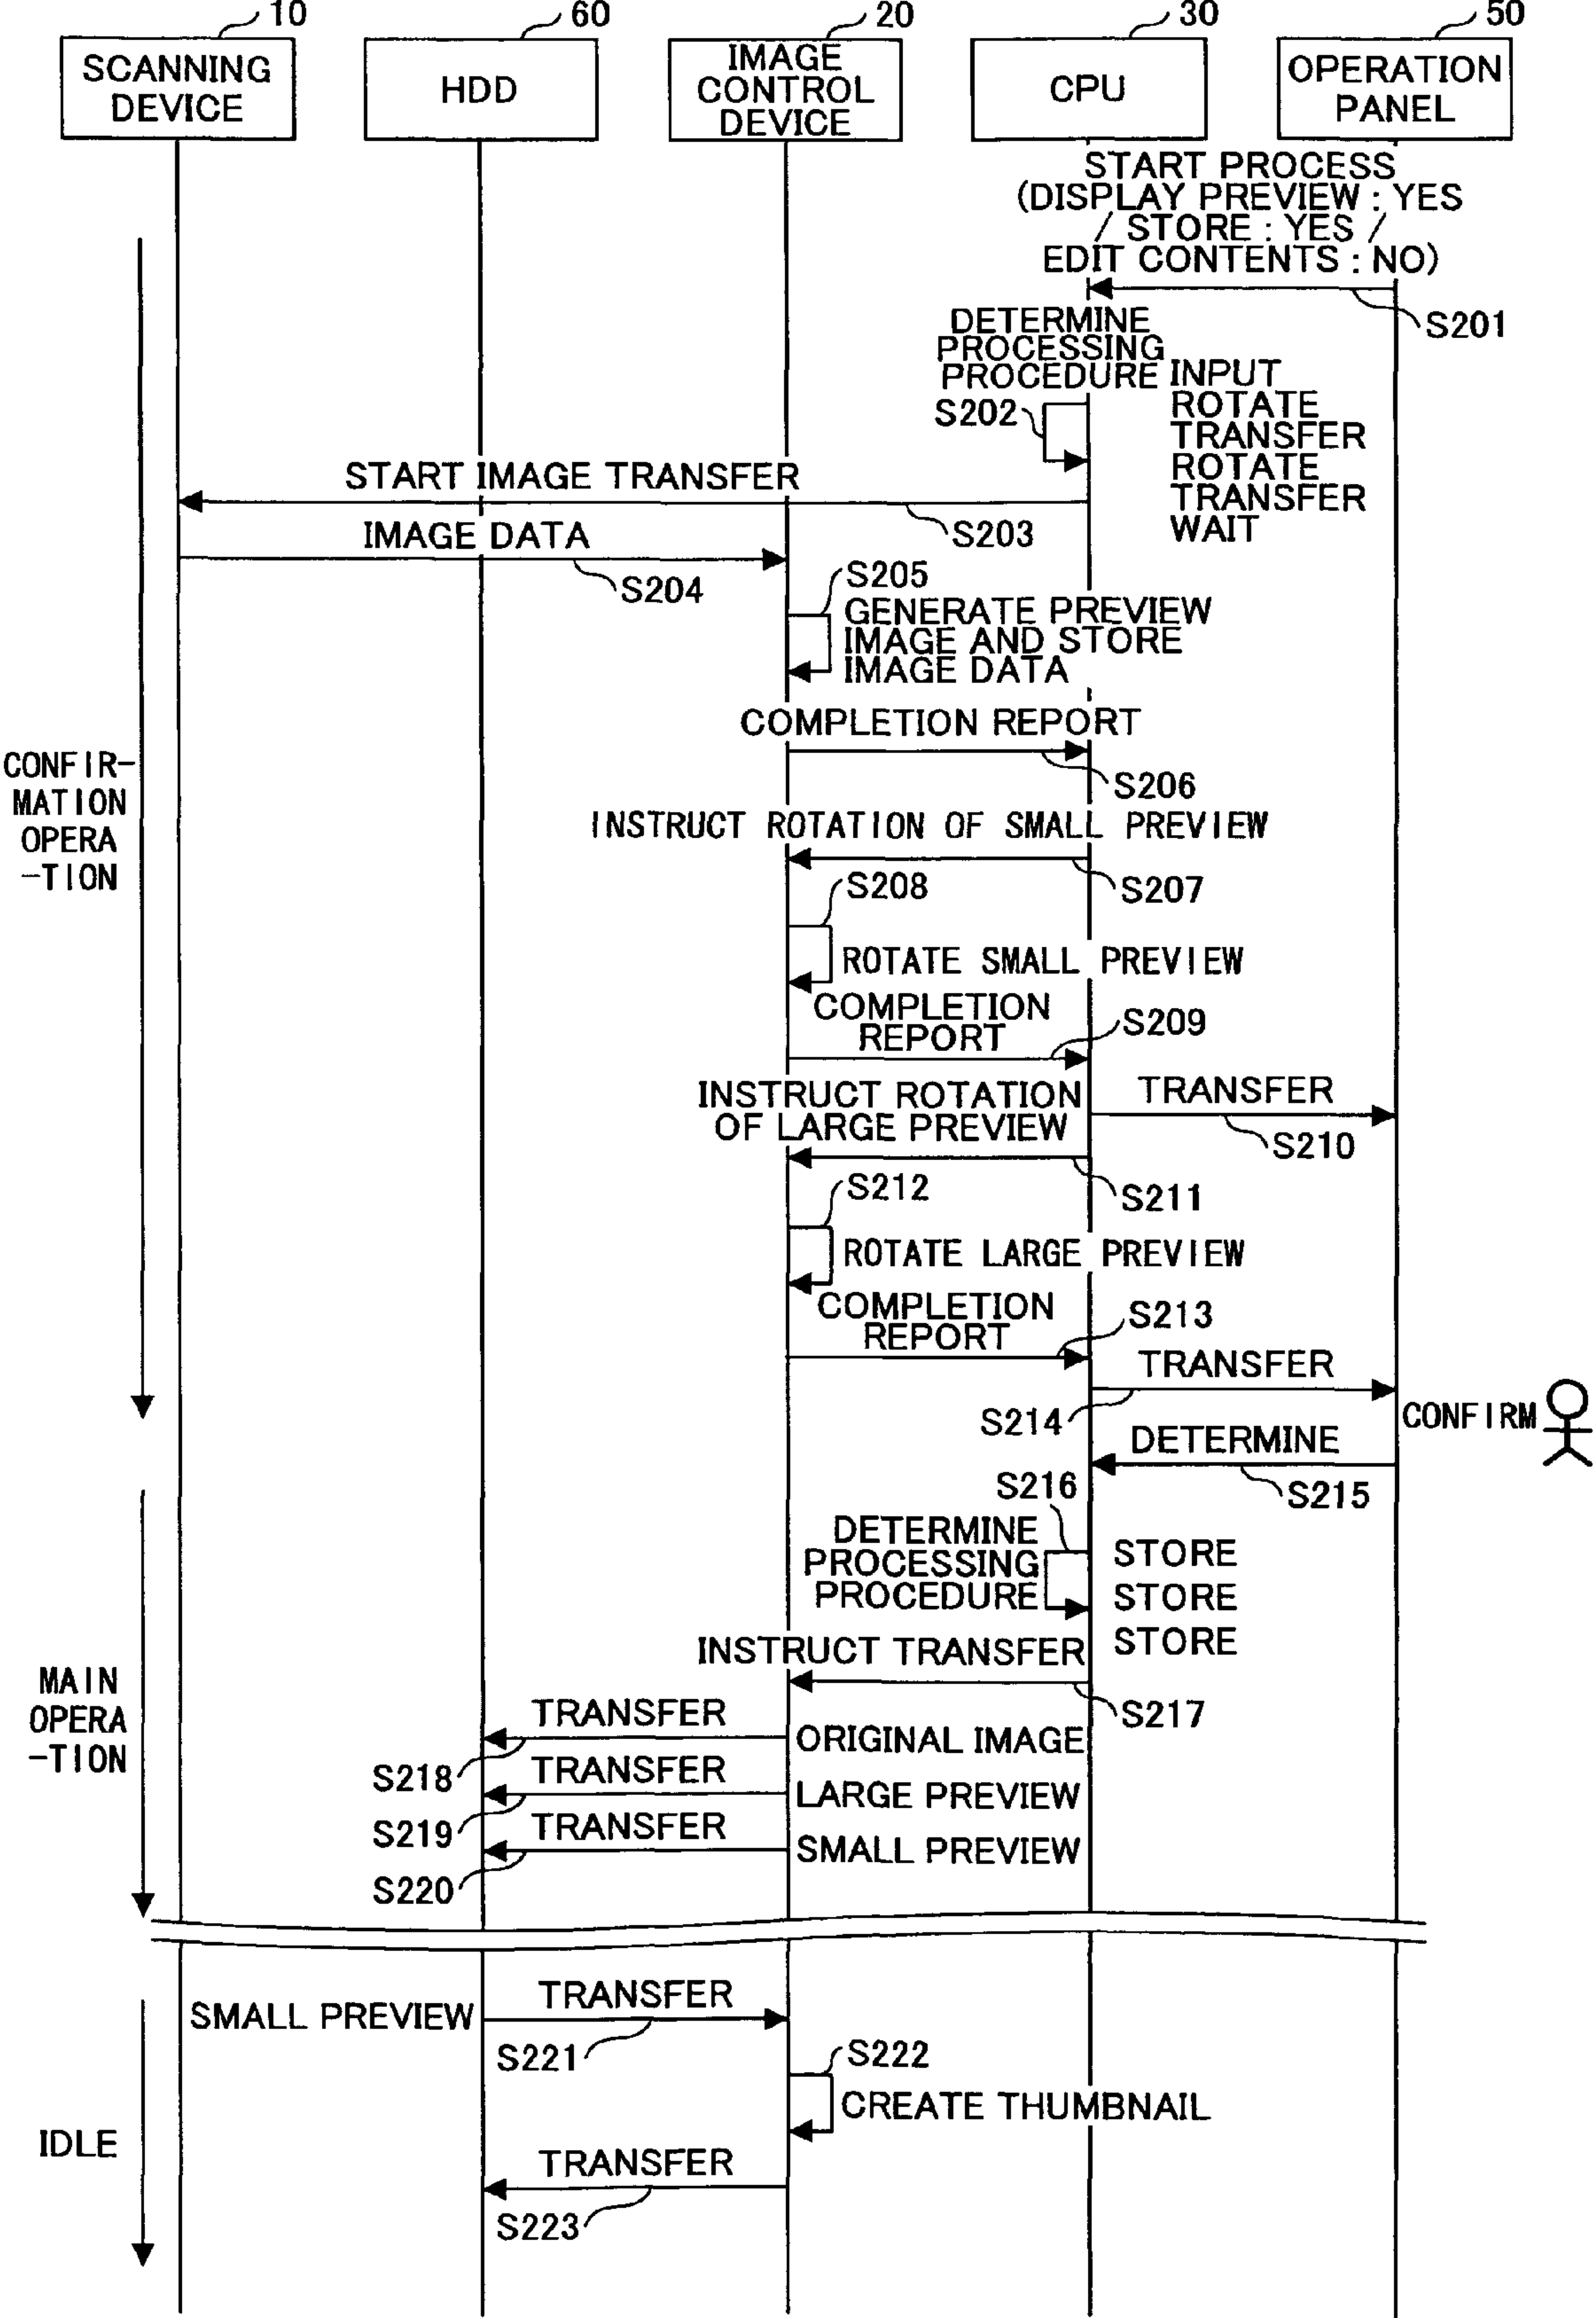 10
60
20
30
50
SCANNING
DEVICE
HDD
IMAGE
CONTROL
DEVICE
CPU
OPERATION
PANEL
START PROCESS
(DISPLAY PREVIEW : YES
/ STORE : YES /
EDIT CONTENTS : NO)
S201
DETERMINE
PROCESSING
PROCEDURE
S202
INPUT
ROTATE
TRANSFER
ROTATE
TRANSFER
WAIT
START IMAGE TRANSFER
S203
IMAGE DATA
S204
S205
GENERATE PREVIEW
IMAGE AND STORE
IMAGE DATA
COMPLETION REPORT
S206
CONFIR-
MATION
OPERA
-TION
INSTRUCT ROTATION OF SMALL PREVIEW
S207
S208
ROTATE SMALL PREVIEW
COMPLETION
REPORT
S209
INSTRUCT ROTATION
OF LARGE PREVIEW
TRANSFER
S210
S211
S212
ROTATE LARGE PREVIEW
COMPLETION
REPORT
S213
TRANSFER
S214
CONFIRM
DETERMINE
S215
S216
DETERMINE
PROCESSING
PROCEDURE
STORE
STORE
STORE
INSTRUCT TRANSFER
S217
MAIN
OPERA
-TION
TRANSFER
ORIGINAL IMAGE
S218
TRANSFER
LARGE PREVIEW
S219
TRANSFER
SMALL PREVIEW
S220
SMALL PREVIEW
TRANSFER
S221
S222
CREATE THUMBNAIL
IDLE
TRANSFER
S223